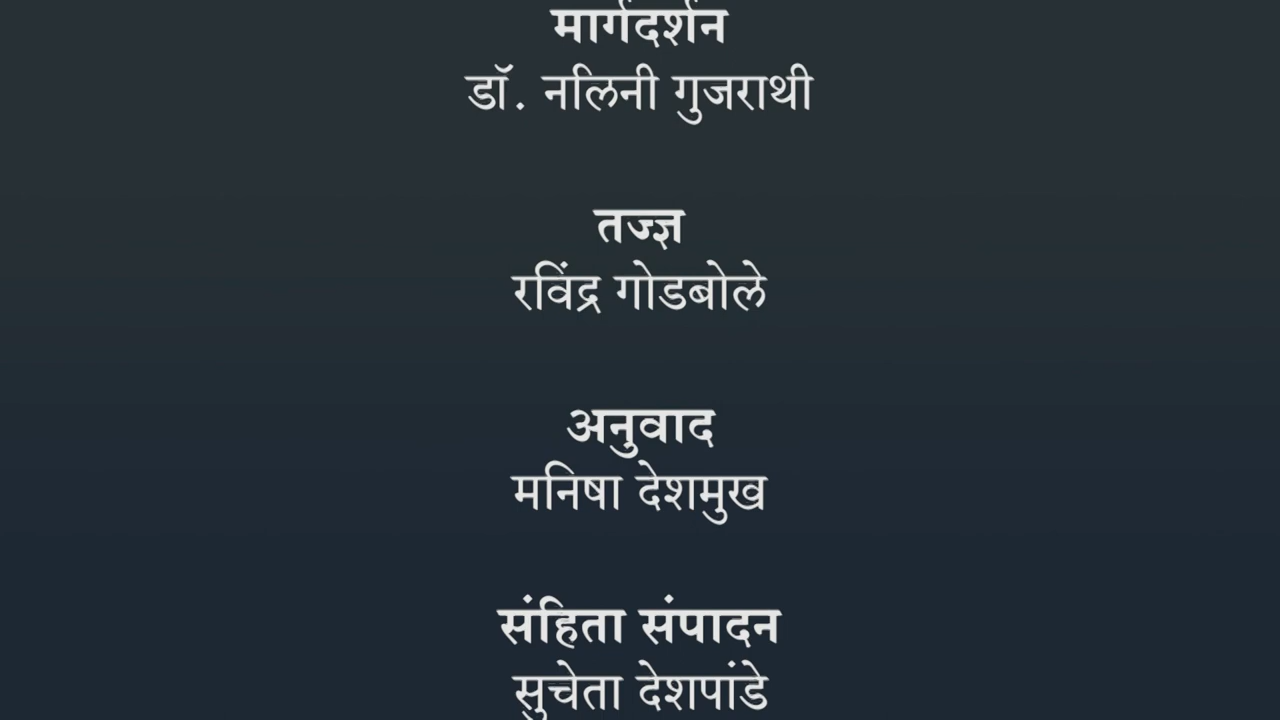 मार्गदर्शन
डॉ. नलिनी गुजराथी
तज्ज्ञ
रविंद्र गोडबोले
अनुवाद
मनिषा देशमुख
संहिता संपादन
सुचेता देशपांडे